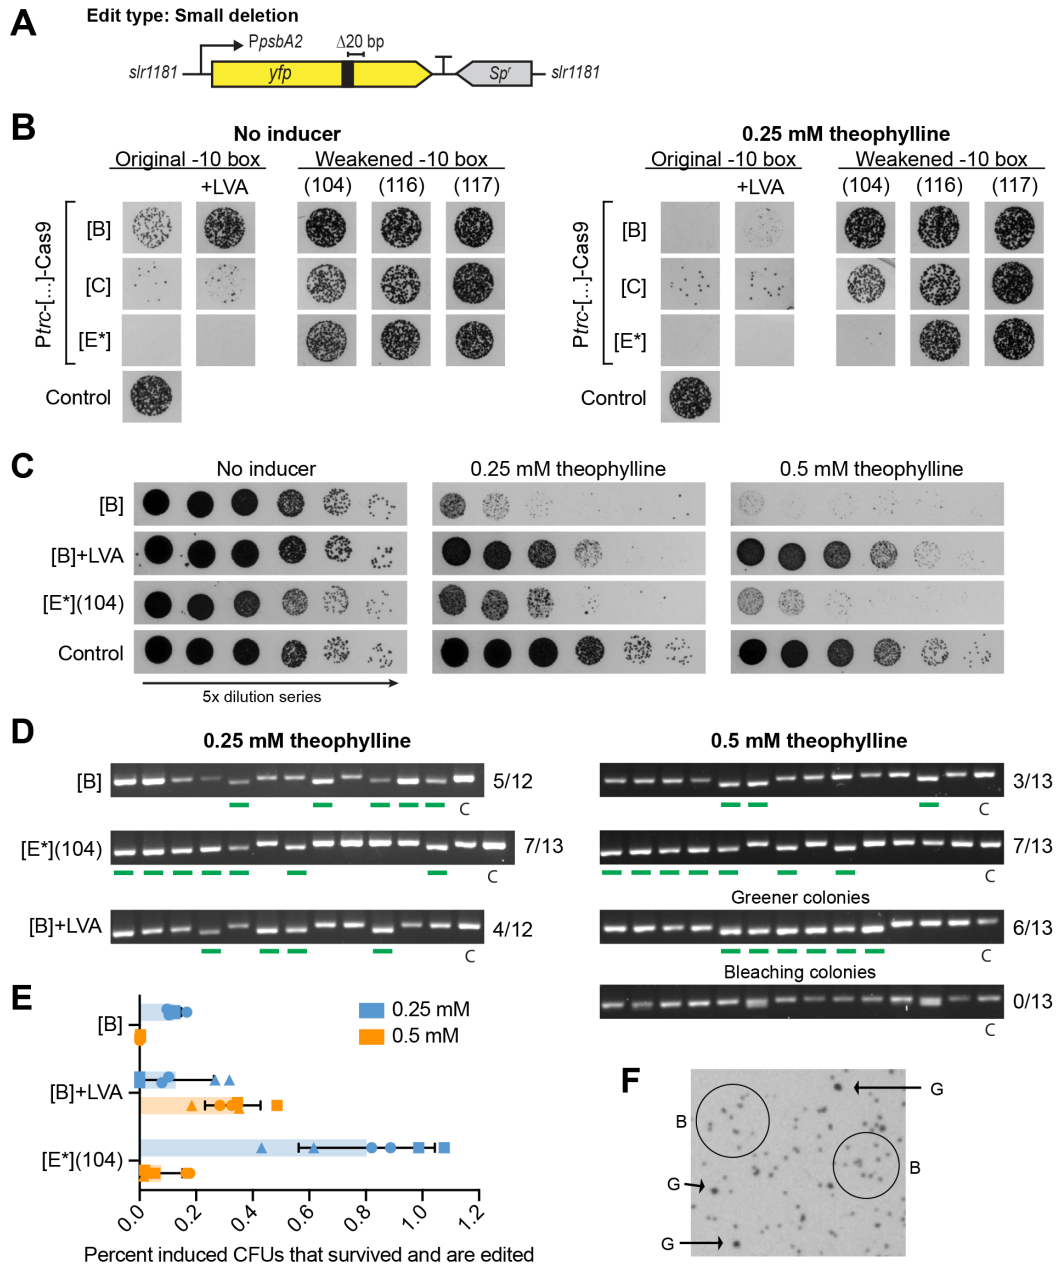 A
Edit type: Small deletion
PpsbA2
Δ20 bp
slr1181
yfp
Spr
slr1181
B
No inducer
0.25 mM theophylline
Original -10 box
Weakened -10 box
Original -10 box
Weakened -10 box
+LVA
(104)
(116)
(117)
+LVA
(104)
(116)
(117)
Ptrc-[...]-Cas9
[B]
[C]
[E*]
Control
Ptrc-[...]-Cas9
[B]
[C]
[E*]
Control
C
No inducer
0.25 mM theophylline
0.5 mM theophylline
[B]
[B]+LVA
[E*](104)
Control
5x dilution series
D
0.25 mM theophylline
0.5 mM theophylline
[B]
5/12
3/13
C
C
[E*](104)
7/13
7/13
C
C
Greener colonies
[B]+LVA
4/12
6/13
C
C
Bleaching colonies
0/13
C
E
0.25 mM
0.5 mM
[B]
[B]+LVA
[E*](104)
0.0
0.2
0.4
0.6
0.8
1.0
1.2
Percent induced CFUs that survived and are edited
F
G
B
B
G
G